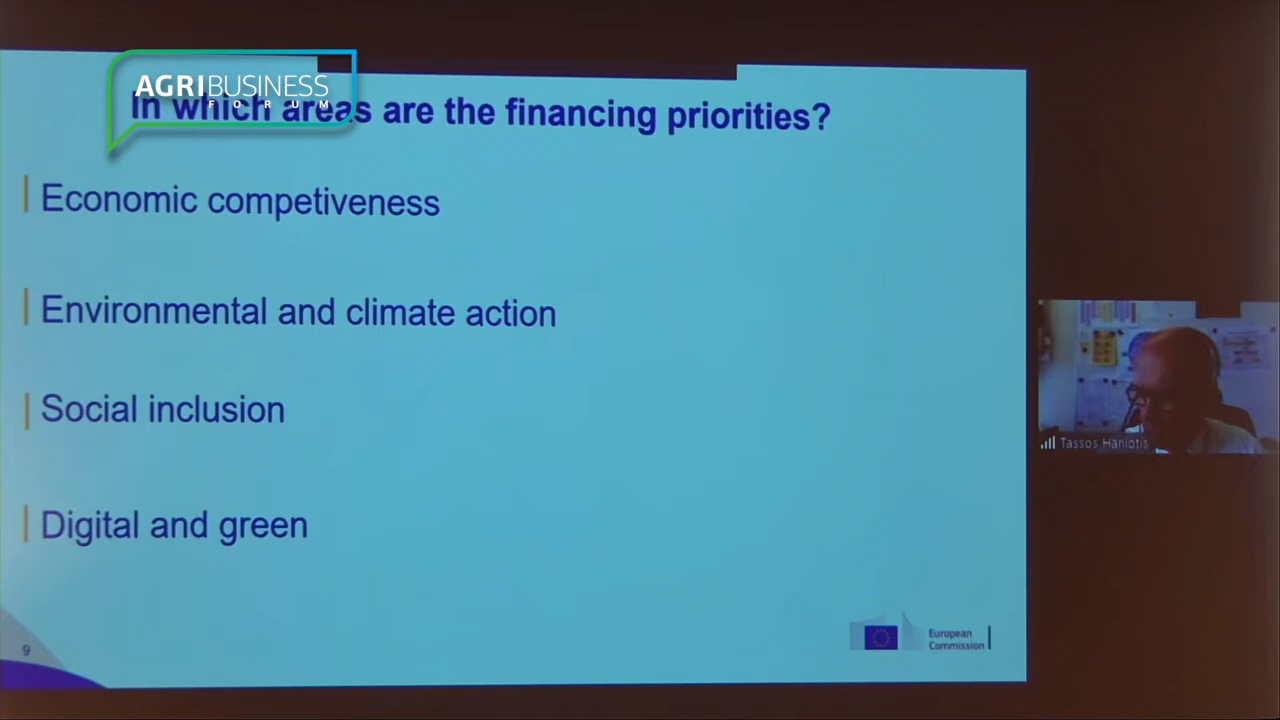 AGRIBUSINESS
FORUM
In which areas are the financing priorities?
Economic competiveness
Environmental and climate action
Social inclusion
Digital and green
Tassos Haniotis
9
European
Commission